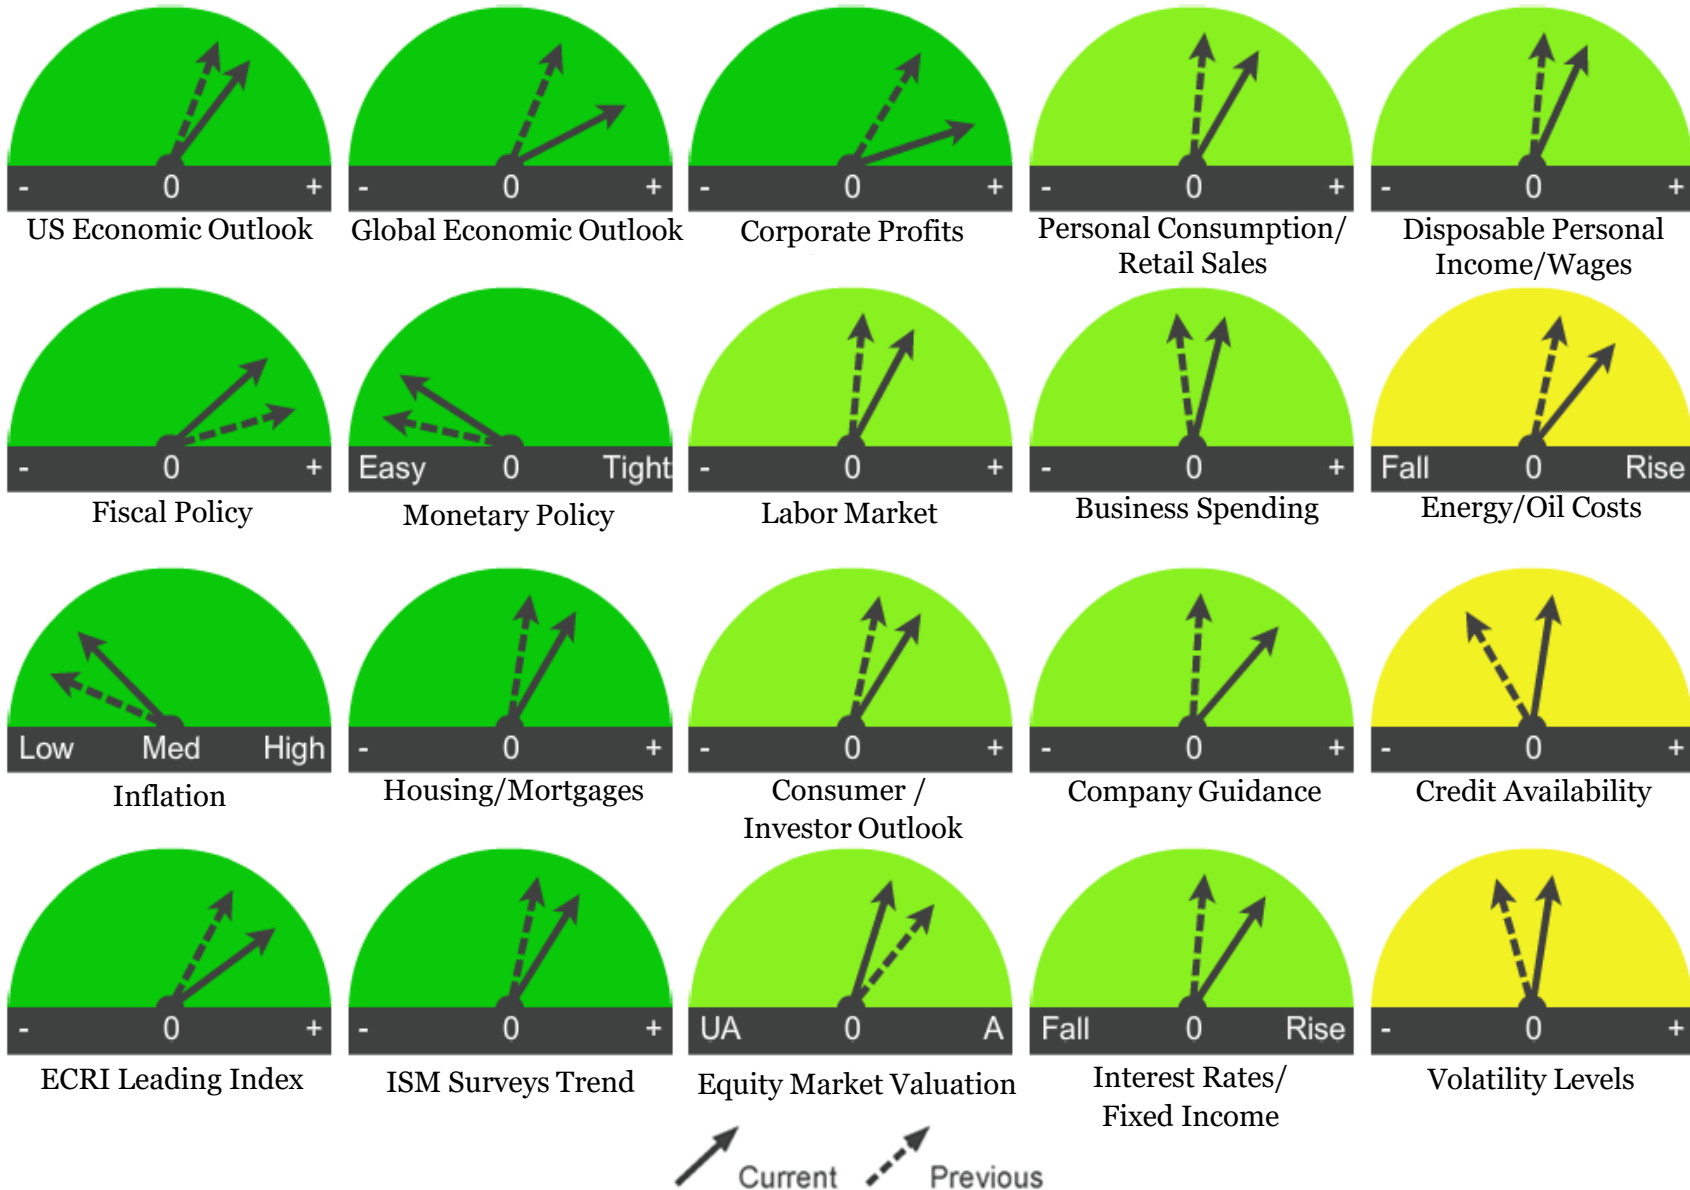 - 0 +
- 0 +
- 0 +
- 0 +
- 0 +
US Economic Outlook
Global Economic Outlook
Corporate Profits
Personal Consumption/
Retail Sales
Disposable Personal
Income/Wages
- 0 +
Easy 0 Tight
- 0 +
- 0 +
Fall 0 Rise
Fiscal Policy
Monetary Policy
Labor Market
Business Spending
Energy/Oil Costs
Low Med High
- 0 +
- 0 +
- 0 +
- 0 +
Inflation
Housing/Mortgages
Consumer /
Investor Outlook
Company Guidance
Credit Availability
- 0 +
- 0 +
UA 0 A
Fall 0 Rise
- 0 +
ECRI Leading Index
ISM Surveys Trend
Equity Market Valuation
Interest Rates/
Fixed Income
Volatility Levels
Current
Previous